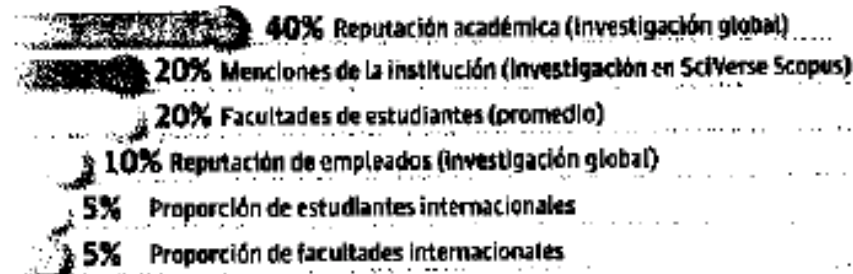 40% Reputación académica (Investigación global)
20% Menciones de la institución (Investigación en SciVerse Scopus)
20% Facultades de estudiantes (promedio)
10% Reputación de empleados (Investigación global)
5% Proporción de estudiantes internacionales
5% Proporción de facultades internacionales